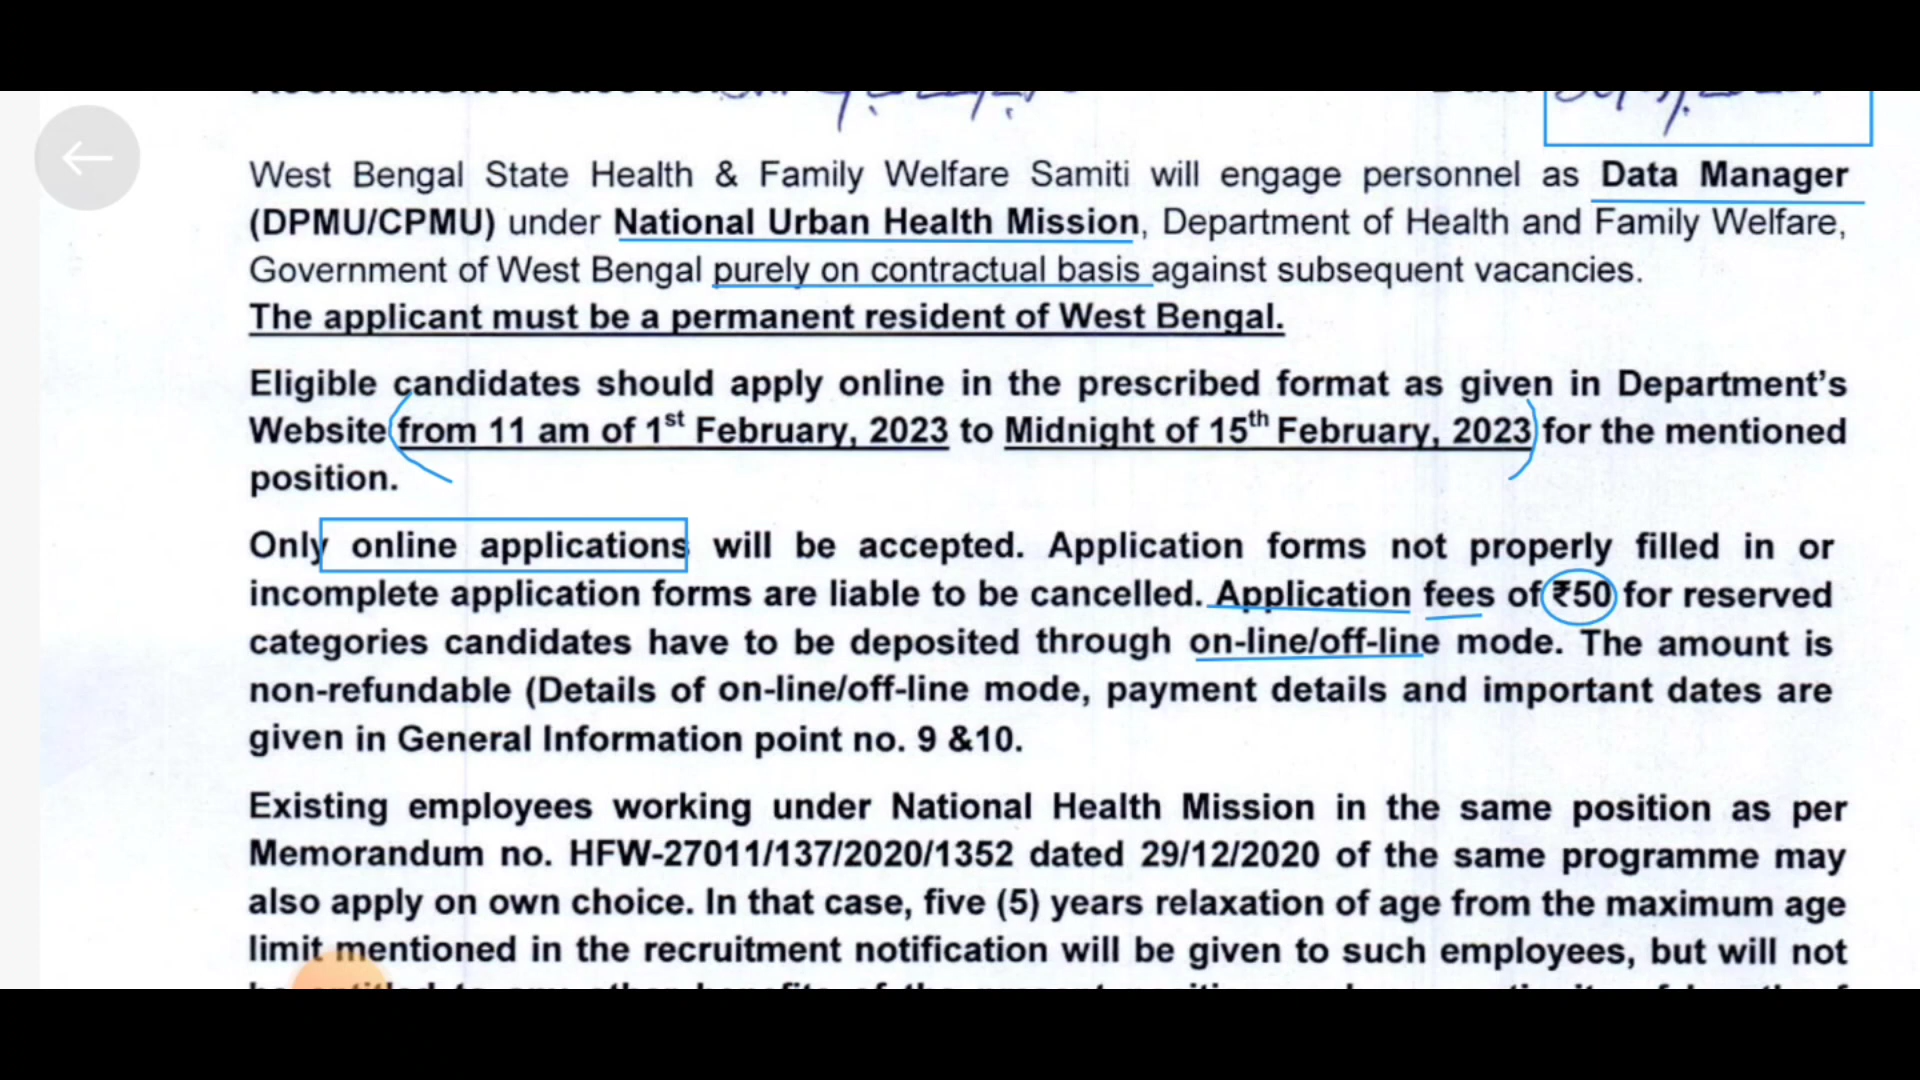 West Bengal State Health & Family Welfare Samiti will engage personnel as Data Manager
(DPMU/CPMU) under National Urban Health Mission, Department of Health and Family Welfare,
Government of West Bengal purely on contractual basis against subsequent vacancies.
The applicant must be a permanent resident of West Bengal.
Eligible candidates should apply online in the prescribed format as given in Department's
Website from 11 am of 1st February, 2023 to Midnight of 15th February, 2023 for the mentioned
position.
Only online applications will be accepted. Application forms not properly filled in or
incomplete application forms are liable to be cancelled. Application fees of ₹50 for reserved
categories candidates have to be deposited through on-line/off-line mode. The amount is
non-refundable (Details of on-line/off-line mode, payment details and important dates are
given in General Information point no. 9 &10.
Existing employees working under National Health Mission in the same position as per
Memorandum no. HFW-27011/137/2020/1352 dated 29/12/2020 of the same programme may
also apply on own choice. In that case, five (5) years relaxation of age from the maximum age
limit mentioned in the recruitment notification will be given to such employees, but will not